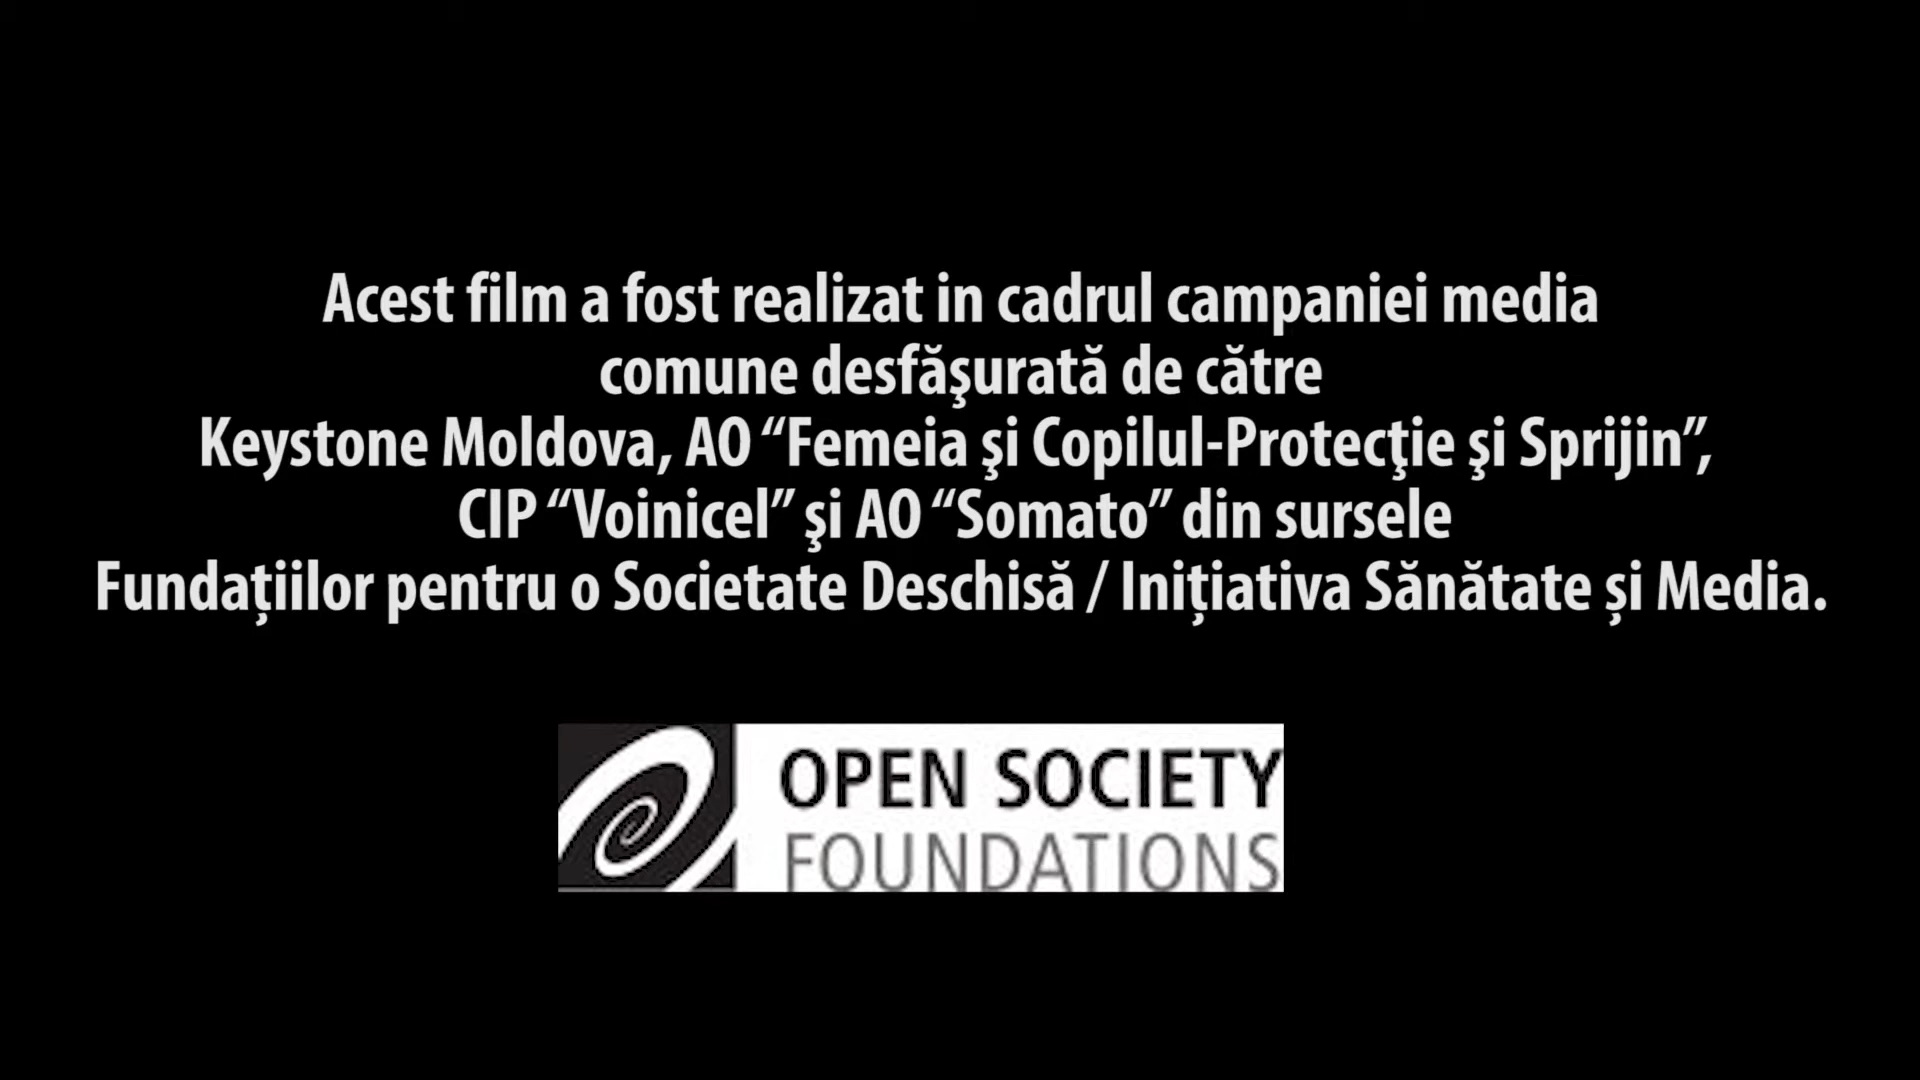 Acest film a fost realizat in cadrul campaniei media
comune desfăşurată de către
Keystone Moldova, AO “Femeia şi Copilul-Protecţie şi Sprijin”,
CIP “Voinicel” şi AO “Somato” din sursele
Fundațiilor pentru o Societate Deschisă / Inițiativa Sănătate și Media.
OPEN SOCIETY
FOUNDATIONS